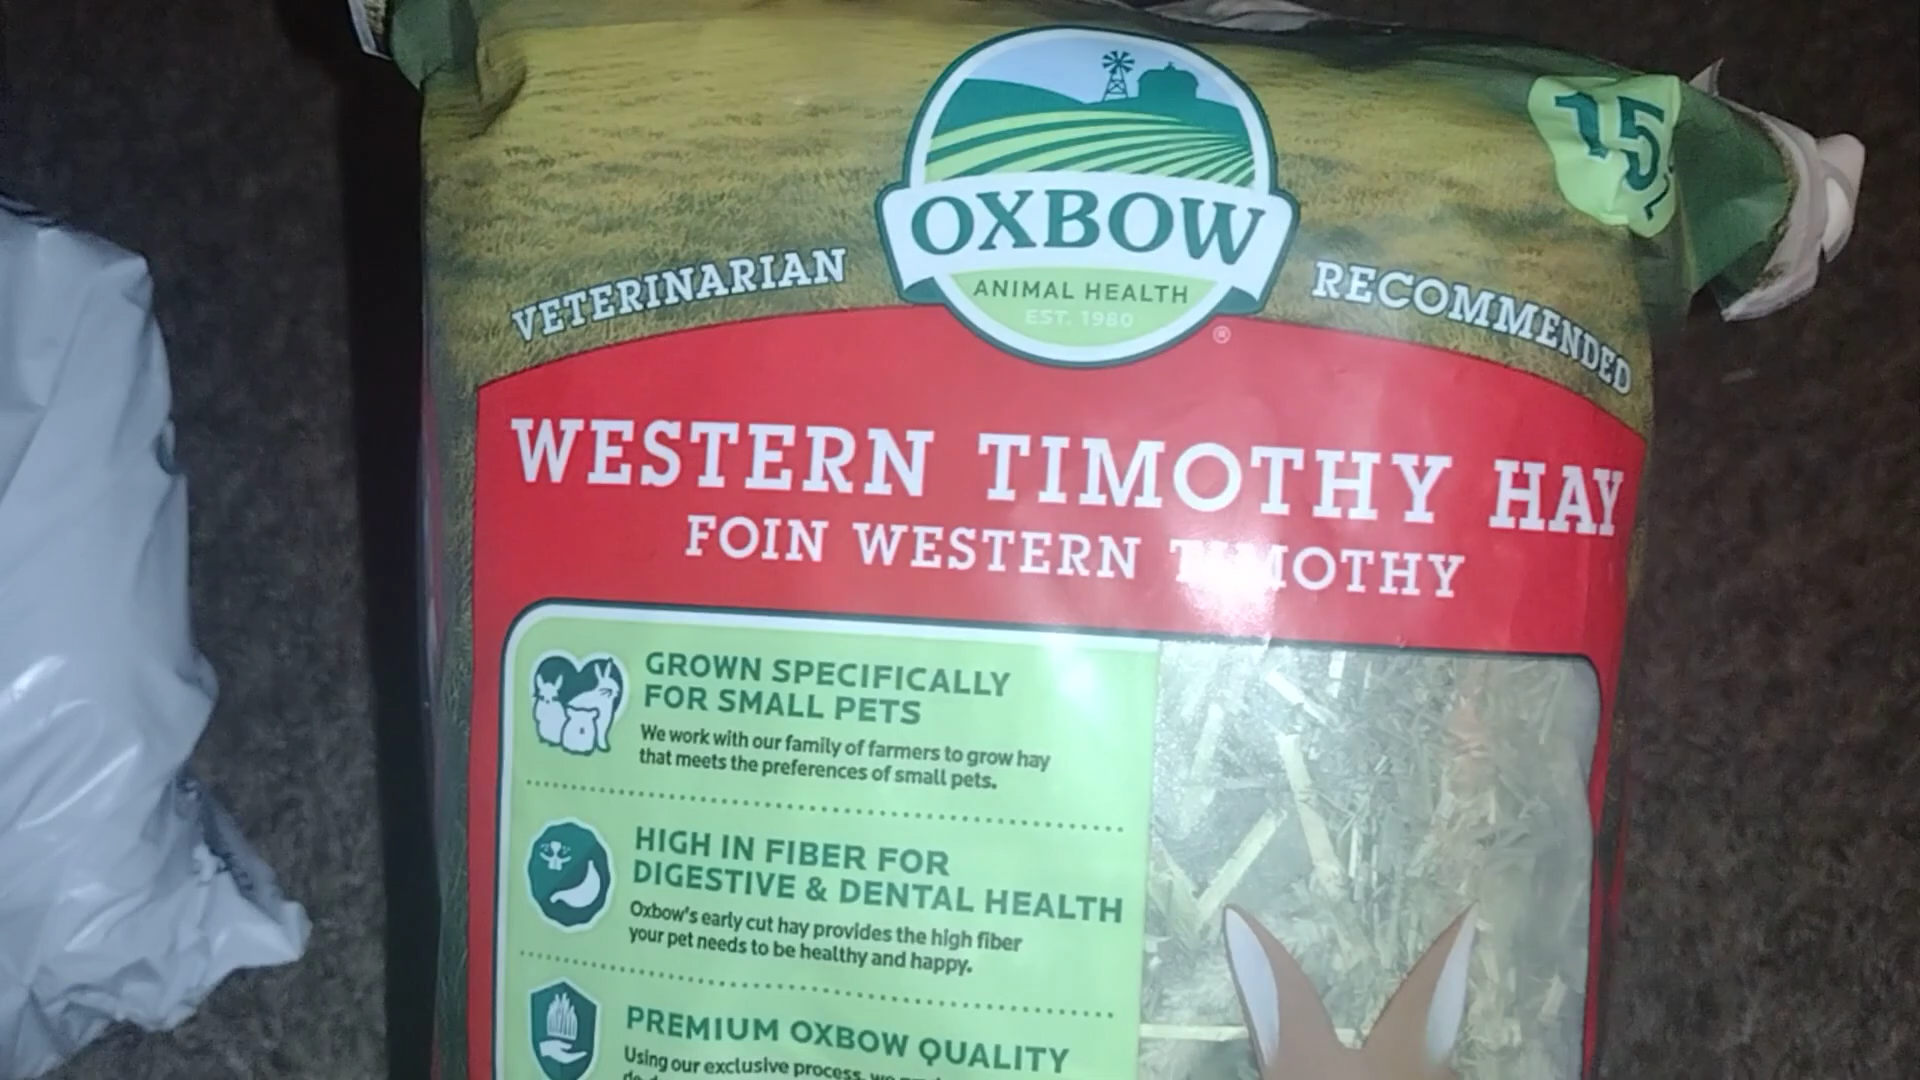 15
OXBOW
ANIMAL HEALTH
EST. 1980
®
VETERINARIAN RECOMMENDED
WESTERN TIMOTHY HAY
FOIN WESTERN TIMOTHY
GROWN SPECIFICALLY
FOR SMALL PETS
We work with our family of farmers to grow hay
that meets the preferences of small pets.
HIGH IN FIBER FOR
DIGESTIVE & DENTAL HEALTH
Oxbow's early cut hay provides the high fiber
your pet needs to be healthy and happy.
PREMIUM OXBOW QUALITY
Using our exclusive process,